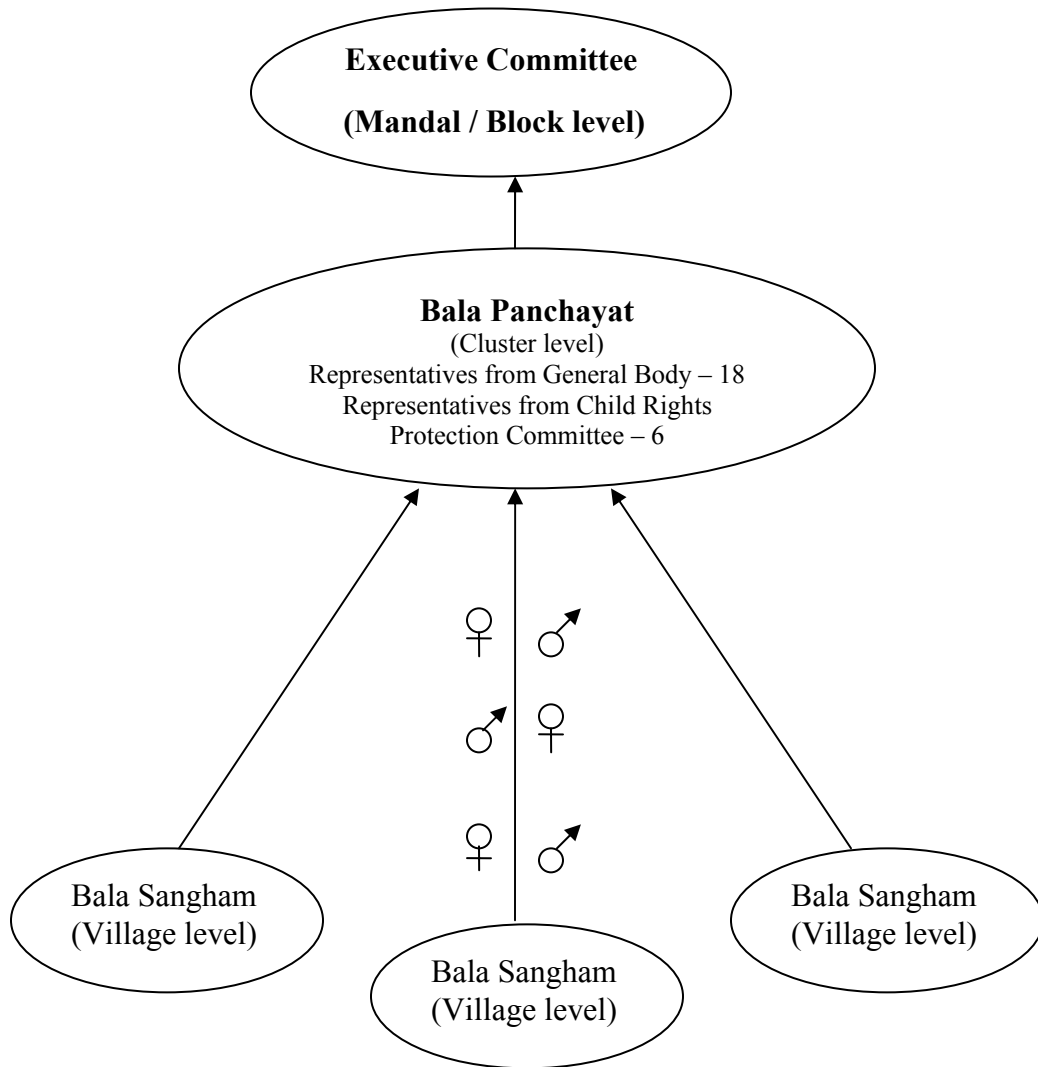 Executive Committee
(Mandal / Block level)
Bala Panchayat
(Cluster level)
Representatives from General Body – 18
Representatives from Child Rights
Protection Committee – 6
Bala Sangham
(Village level)
Bala Sangham
(Village level)
Bala Sangham
(Village level)